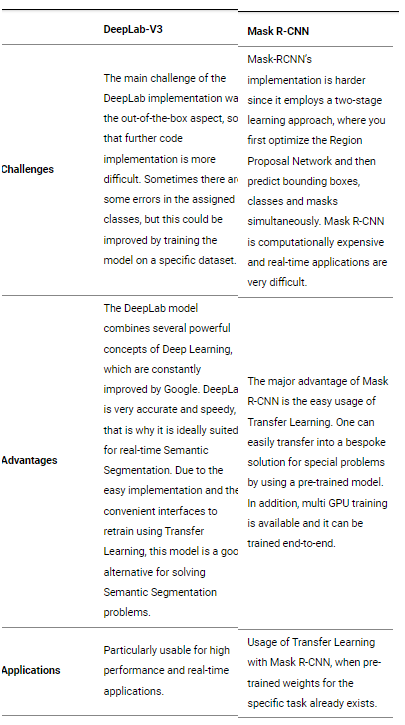 DeepLab-V3
Mask R-CNN
Challenges
The main challenge of the
DeepLab implementation wa
the out-of-the-box aspect, so
that further code
implementation is more
difficult. Sometimes there are
some errors in the assigned
classes, but this could be
improved by training the
model on a specific dataset.
Mask-RCNN's
implementation is harder
since it employs a two-stage
learning approach, where you
first optimize the Region
Proposal Network and then
predict bounding boxes,
classes and masks
simultaneously. Mask R-CNN
is computationally expensive
and real-time applications are
very difficult.
Advantages
The DeepLab model
combines several powerful
concepts of Deep Learning,
which are constantly
improved by Google. DeepLa
is very accurate and speedy,
that is why it is ideally suited
for real-time Semantic
Segmentation. Due to the
easy implementation and the
convenient interfaces to
retrain using Transfer
Learning, this model is a goo
alternative for solving
Semantic Segmentation
problems.
The major advantage of Mask
R-CNN is the easy usage of
Transfer Learning. One can
easily transfer into a bespoke
solution for special problems
by using a pre-trained model.
In addition, multi GPU training
is available and it can be
trained end-to-end.
Applications
Particularly usable for high
performance and real-time
applications.
Usage of Transfer Learning
with Mask R-CNN, when pre-
trained weights for the
specific task already exists.